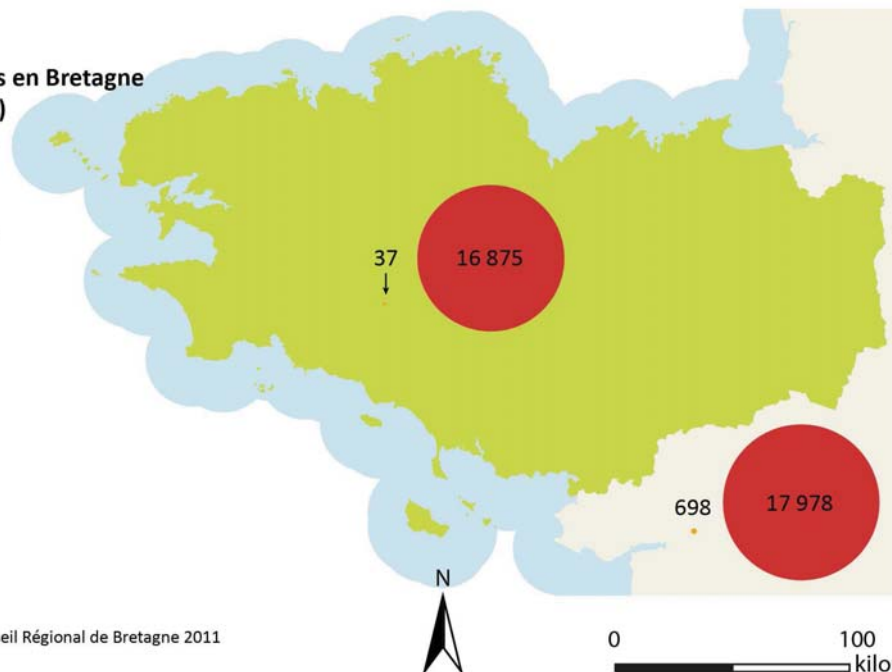 s en Bretagne
)
37
16 875
698
17 978
N
eil Régional de Bretagne 2011
0
100
kilo